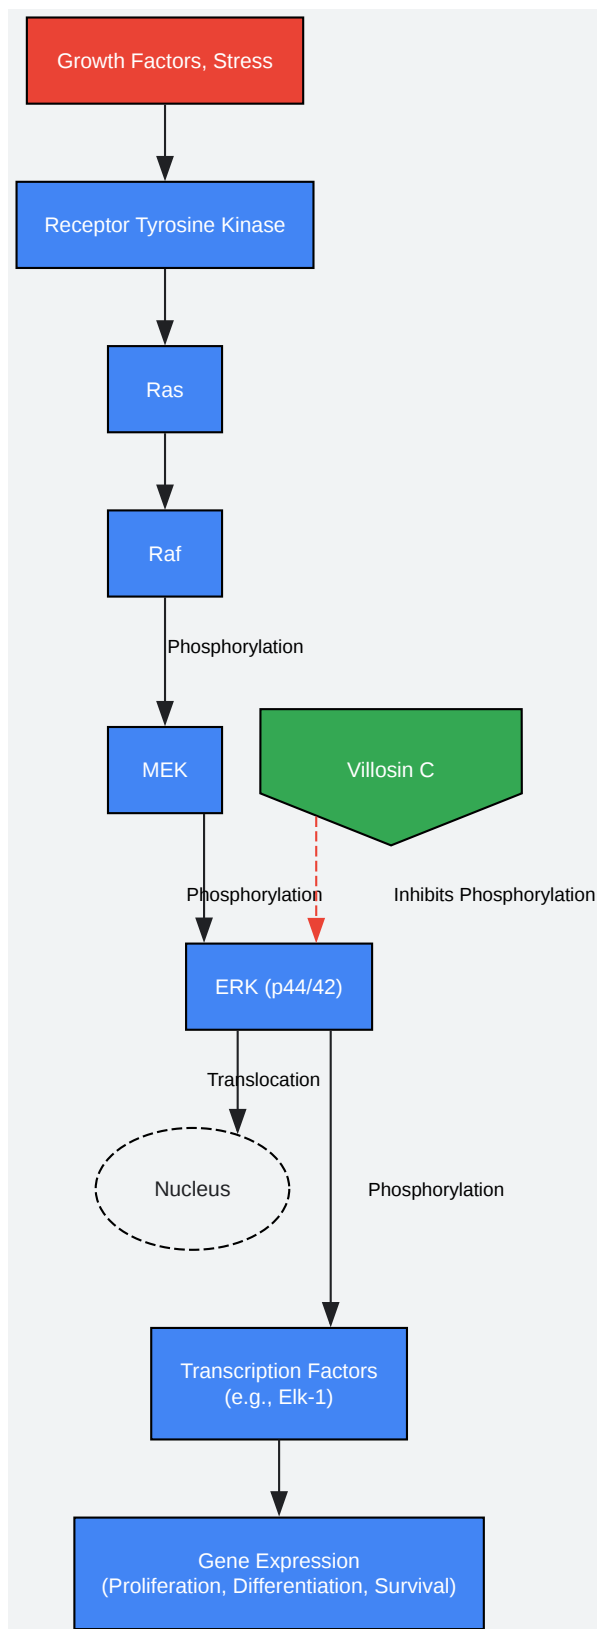 Growth Factors, Stress
Receptor Tyrosine Kinase
Ras
Raf
Phosphorylation
MEK
Villosin C
Phosphorylation
Inhibits Phosphorylation
ERK (p44/42)
Translocation
Nucleus
Phosphorylation
Transcription Factors
(e.g., Elk-1)
Gene Expression
(Proliferation, Differentiation, Survival)